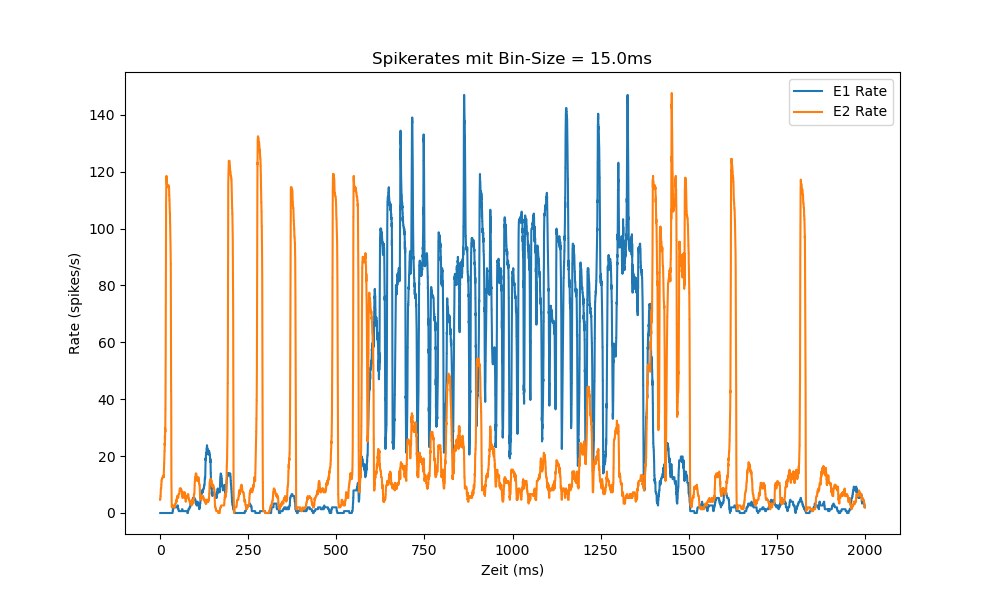 Spikerates mit Bin-Size = 15.0ms
E1 Rate
E2 Rate
140
120
100
80
60
40
20
0
Rate (spikes/s)
0 250 500 750 1000 1250 1500 1750 2000
Zeit (ms)